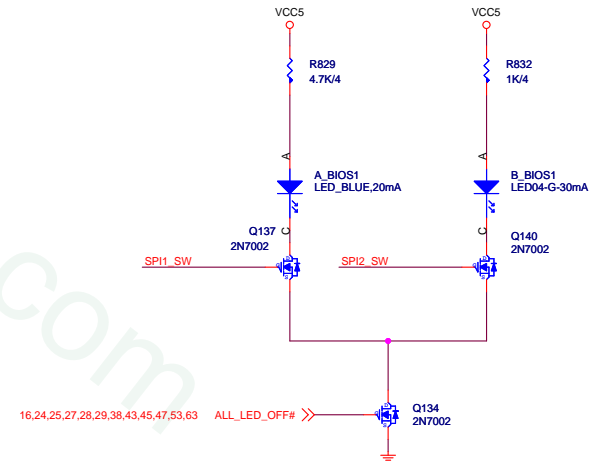 VCC5
VCC5
R829
4.7K/4
R832
1K/4
A
A
A_BIOS1
LED_BLUE,20mA
B_BIOS1
LED04-G-30mA
C
C
Q137
2N7002
Q140
2N7002
SPI1_SW
SPI2_SW
16,24,25,27,28,29,38,43,45,47,53,63 ALL_LED_OFF#
Q134
2N7002
com